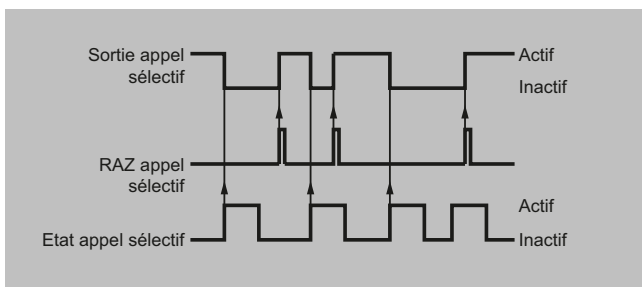 Sortie appel
sélectif
Actif
Inactif
RAZ appel
sélectif
Actif
Etat appel sélectif
Inactif